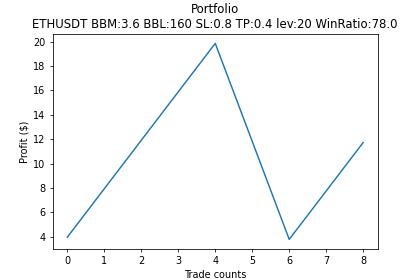 Portfolio
ETHUSDT BBM:3.6 BBL:160 SL:0.8 TP:0.4 lev:20 WinRatio:78.0
20
18
16
14
12
10
8
6
4
Profit ($)
0 1 2 3 4 5 6 7 8
Trade counts